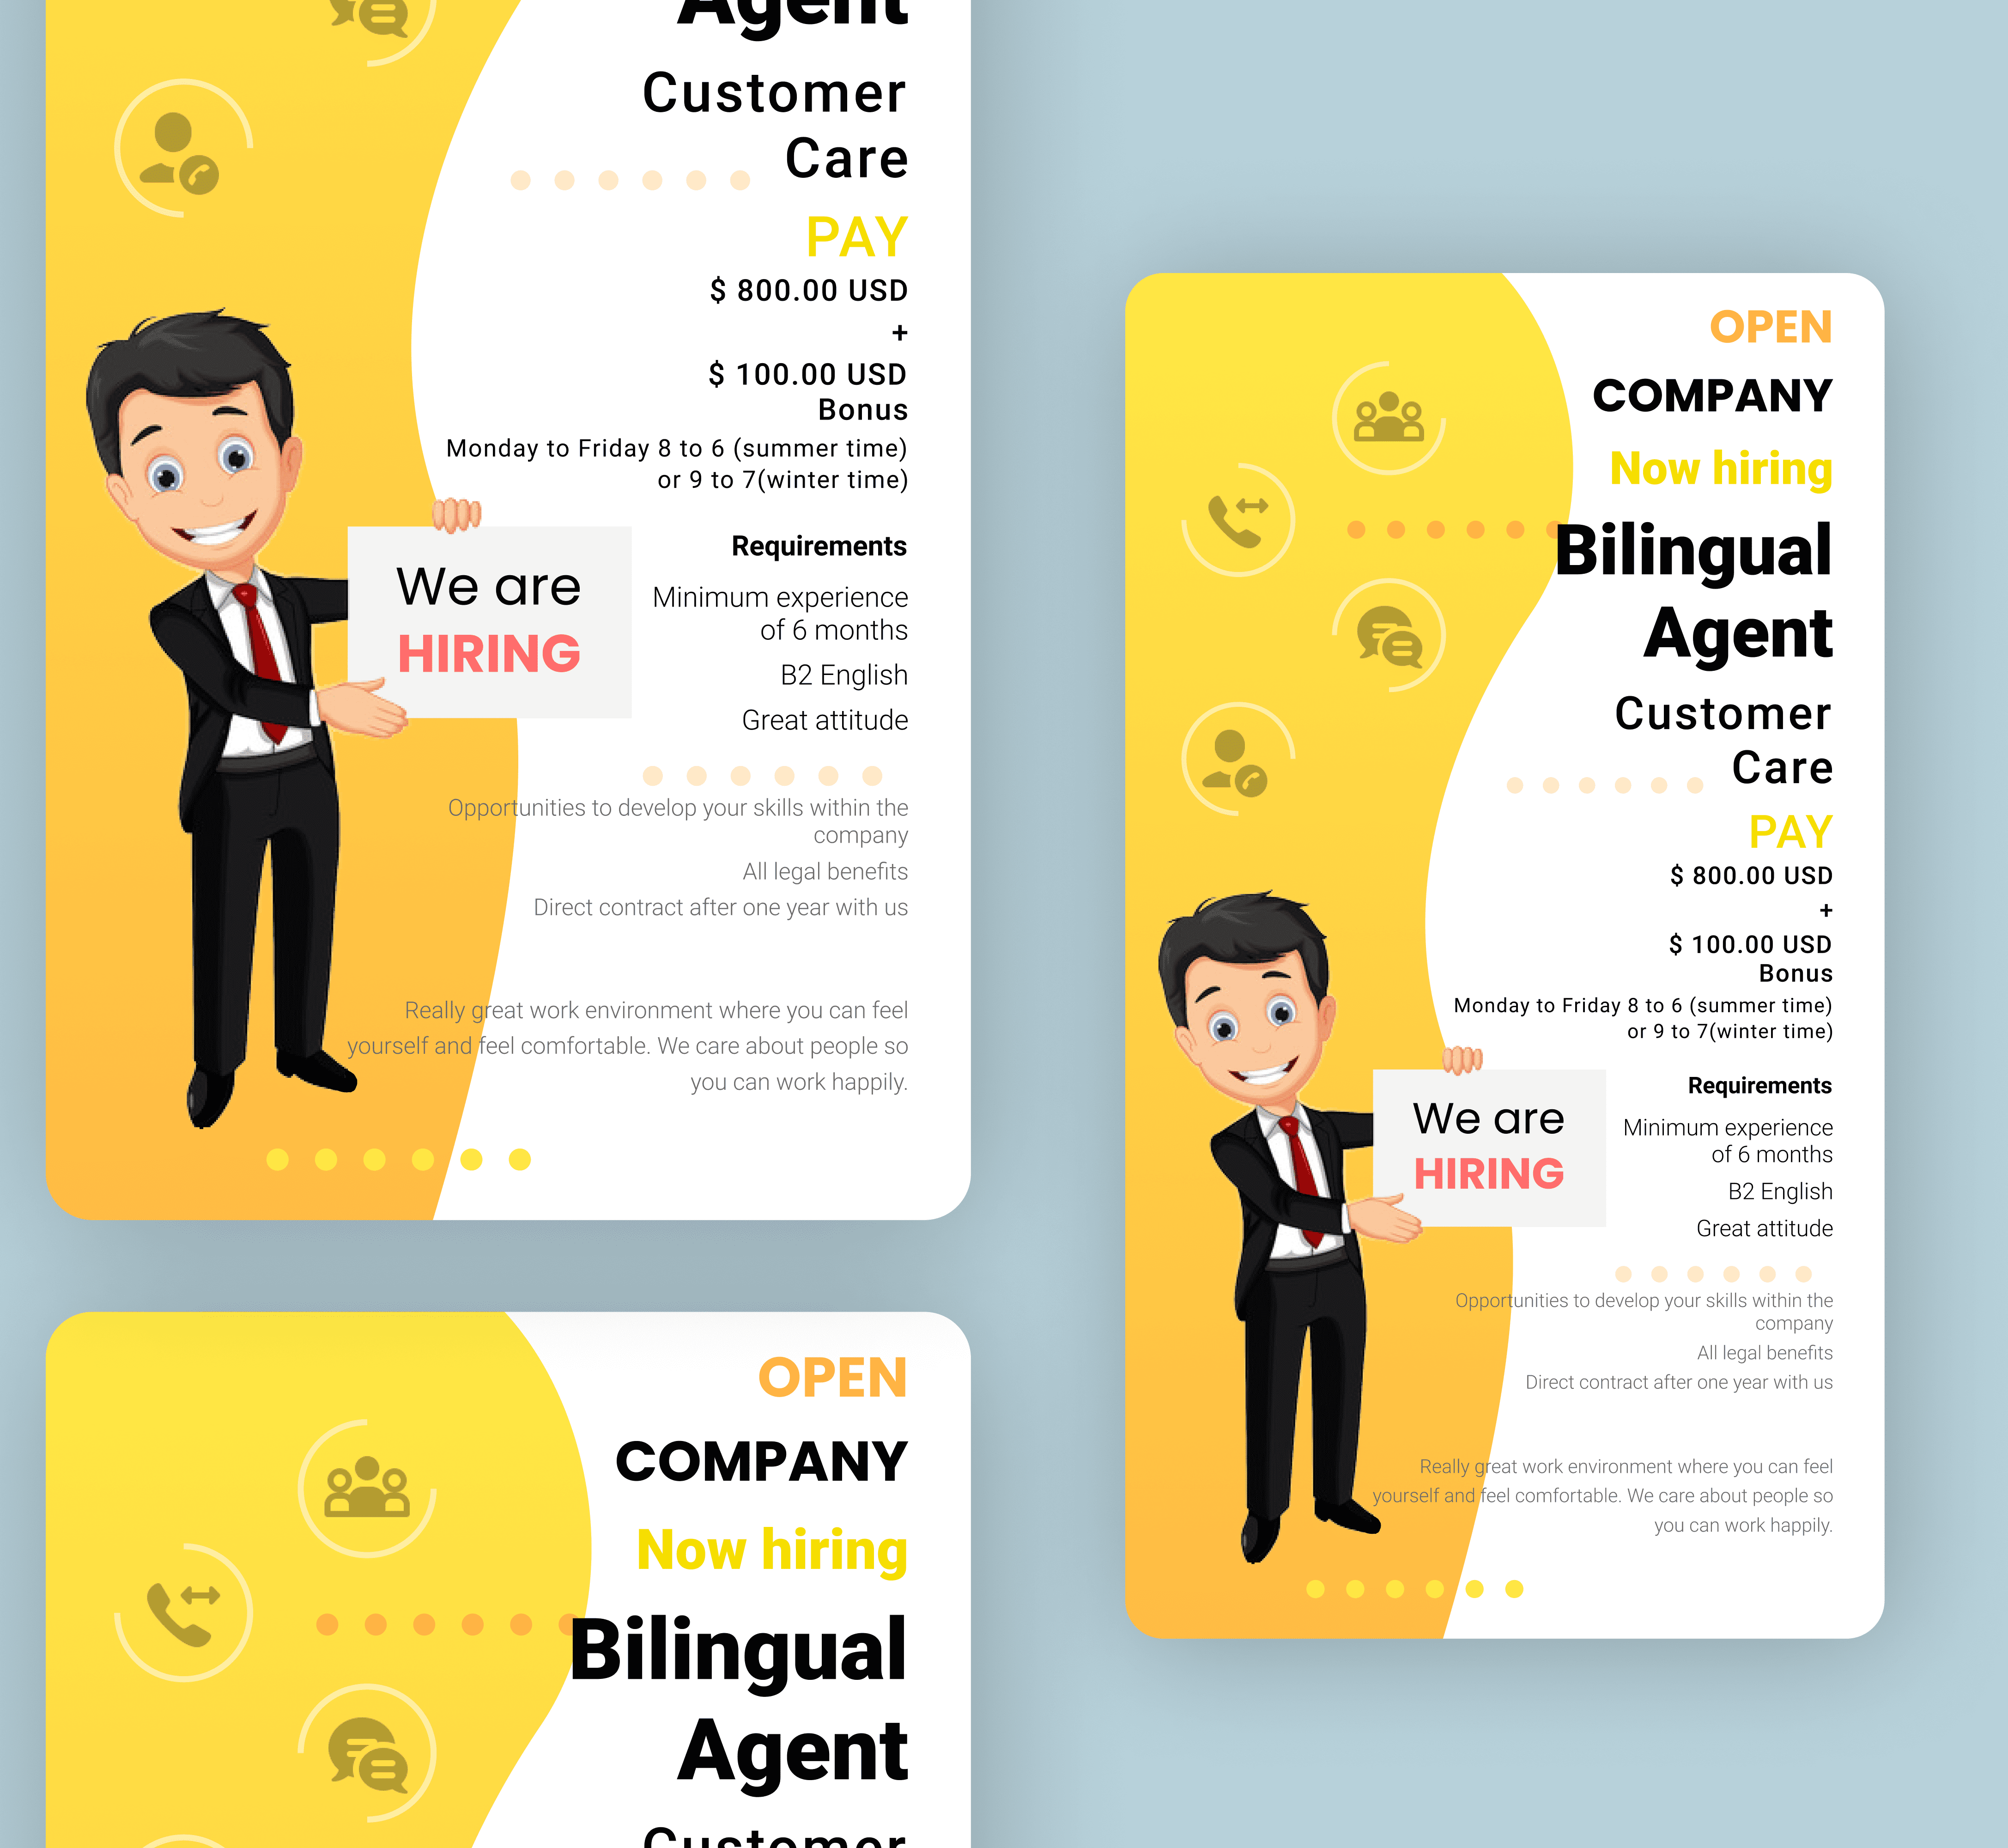 Agent
Customer
Care
PAY
$ 800.00 USD
+
$ 100.00 USD
Bonus
Monday to Friday 8 to 6 (summer time)
or 9 to 7(winter time)
We are
HIRING
Requirements
Minimum experience
of 6 months
B2 English
Great attitude
Opportunities to develop your skills within the
company
All legal benefits
Direct contract after one year with us
Really great work environment where you can feel
yourself and feel comfortable. We care about people so
you can work happily.
OPEN
COMPANY
Now hiring
Bilingual
Agent
Customer
OPEN
COMPANY
Now hiring
Bilingual
Agent
Customer
Care
PAY
$ 800.00 USD
+
$ 100.00 USD
Bonus
Monday to Friday 8 to 6 (summer time)
or 9 to 7(winter time)
We are
HIRING
Requirements
Minimum experience
of 6 months
B2 English
Great attitude
Opportunities to develop your skills within the
company
All legal benefits
Direct contract after one year with us
Really great work environment where you can feel
yourself and feel comfortable. We care about people so
you can work happily.